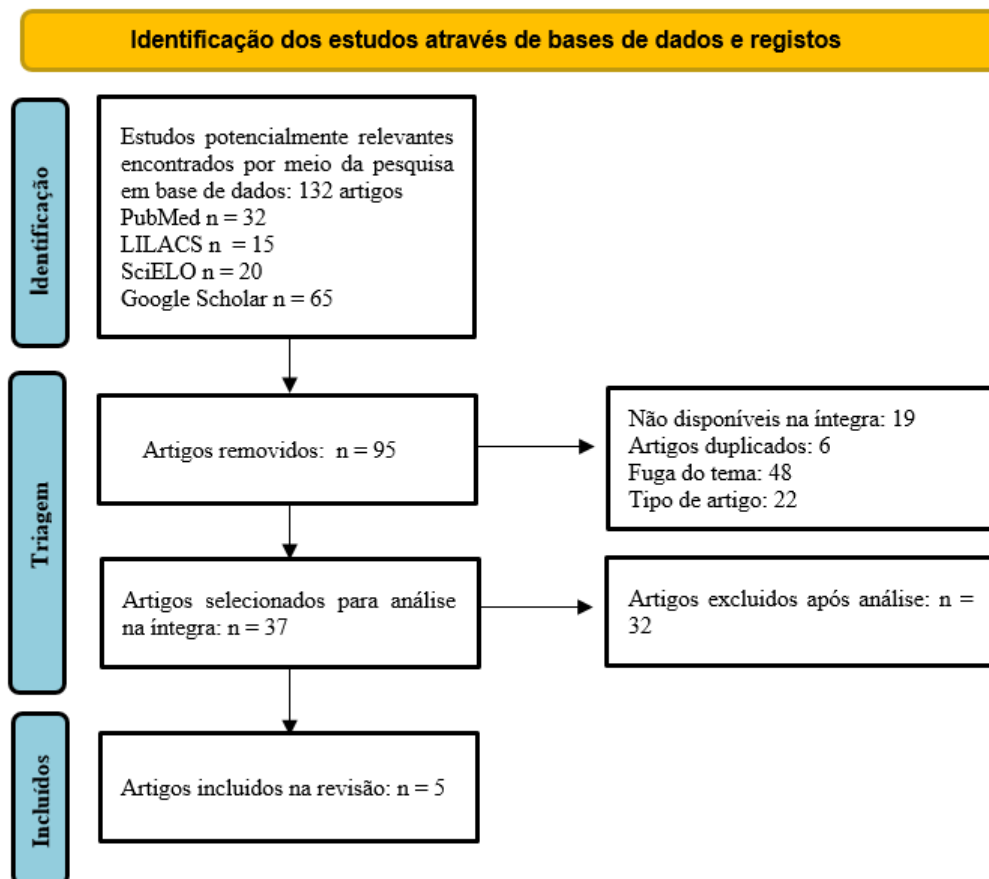 Identificação dos estudos através de bases de dados e registos
Identificação
Estudos potencialmente relevantes
encontrados por meio da pesquisa
em base de dados: 132 artigos
PubMed n = 32
LILACS n = 15
SciELO n = 20
Google Scholar n = 65
Triagem
Artigos removidos: n = 95
Não disponíveis na íntegra: 19
Artigos duplicados: 6
Fuga do tema: 48
Tipo de artigo: 22
Artigos selecionados para análise
na íntegra: n = 37
Artigos excluidos após análise: n =
32
Incluídos
Artigos incluidos na revisão: n = 5